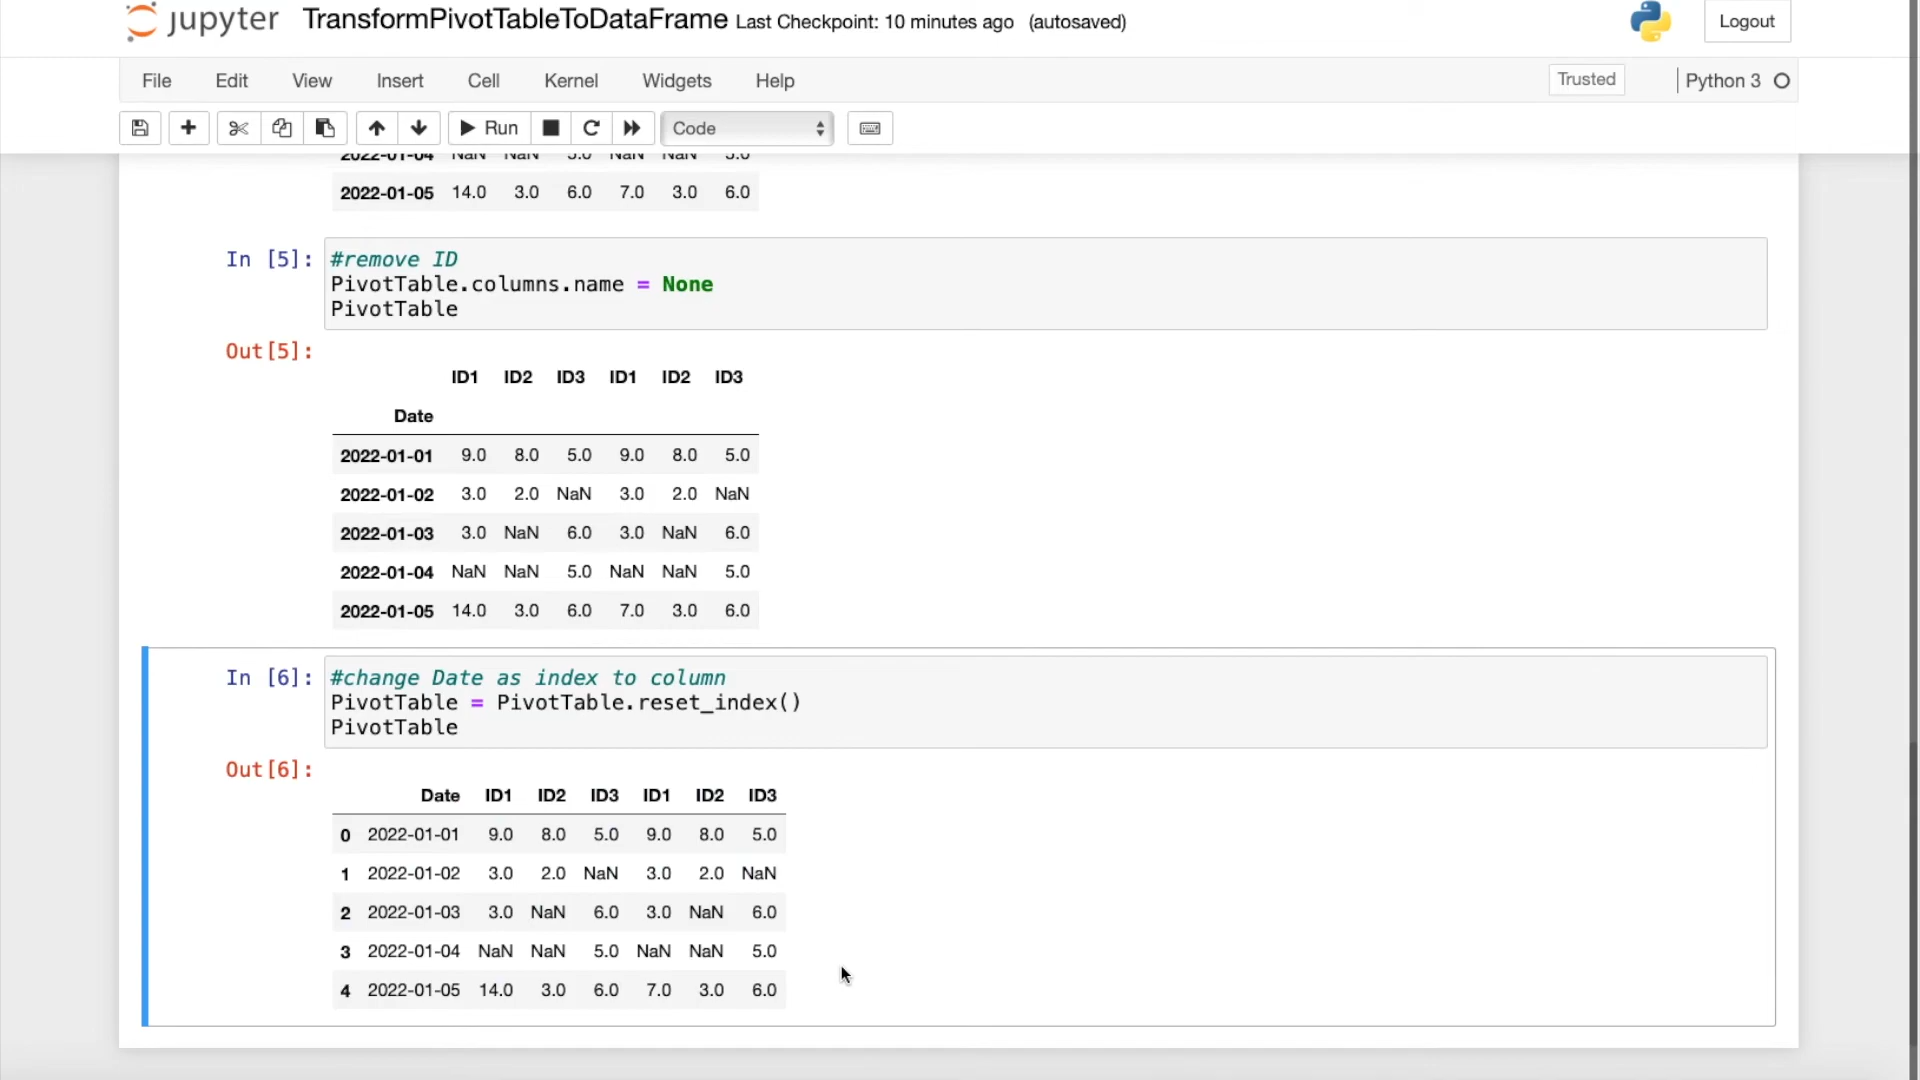 jupyter TransformPivotTableToDataFrame Last Checkpoint: 10 minutes ago (autosaved) Logout
File Edit View Insert Cell Kernel Widgets Help Trusted Python 3
Run Code
2022-01-04 NaN NaN 5.0 NaN NaN 5.0
2022-01-05 14.0 3.0 6.0 7.0 3.0 6.0
In [5]: #remove ID
PivotTable.columns.name = None
PivotTable
Out[5]:
ID1 ID2 ID3 ID1 ID2 ID3
Date
2022-01-01 9.0 8.0 5.0 9.0 8.0 5.0
2022-01-02 3.0 2.0 NaN 3.0 2.0 NaN
2022-01-03 3.0 NaN 6.0 3.0 NaN 6.0
2022-01-04 NaN NaN 5.0 NaN NaN 5.0
2022-01-05 14.0 3.0 6.0 7.0 3.0 6.0
In [6]: #change Date as index to column
PivotTable = PivotTable.reset_index()
PivotTable
Out[6]:
Date ID1 ID2 ID3 ID1 ID2 ID3
0 2022-01-01 9.0 8.0 5.0 9.0 8.0 5.0
1 2022-01-02 3.0 2.0 NaN 3.0 2.0 NaN
2 2022-01-03 3.0 NaN 6.0 3.0 NaN 6.0
3 2022-01-04 NaN NaN 5.0 NaN NaN 5.0
4 2022-01-05 14.0 3.0 6.0 7.0 3.0 6.0